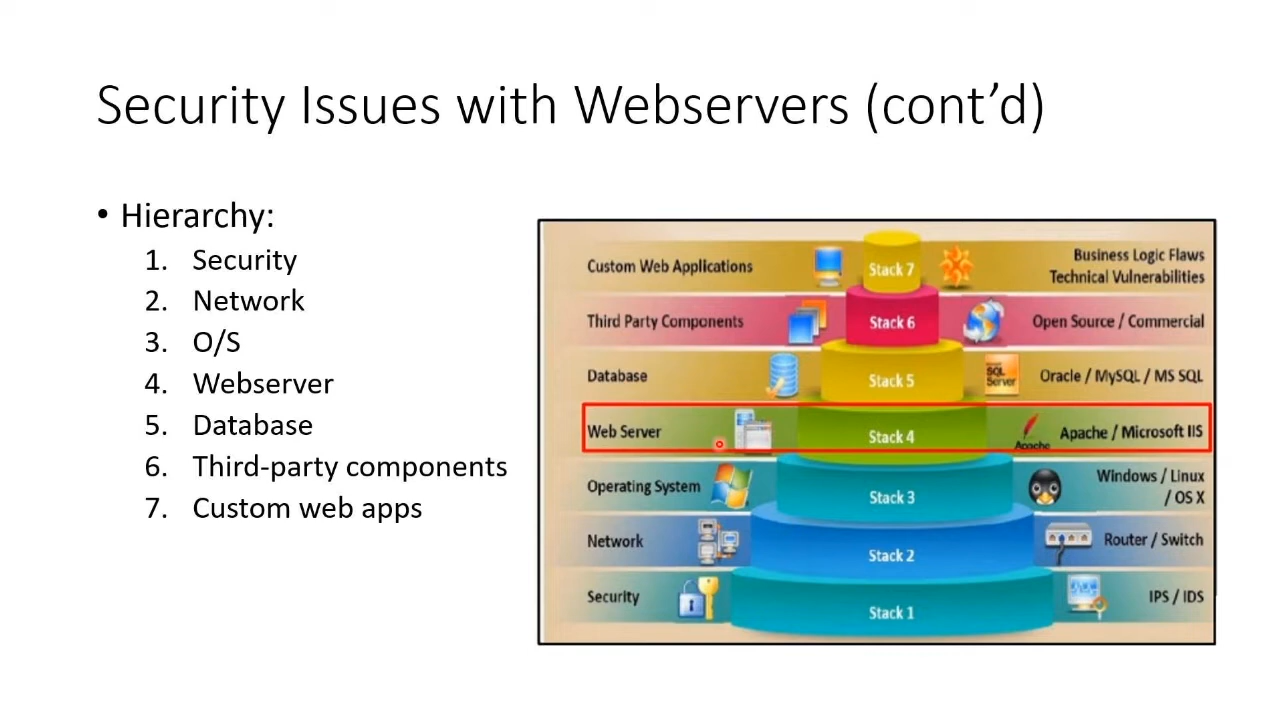 Security Issues with Webservers (cont’d)
• Hierarchy:
1. Security
2. Network
3. O/S
4. Webserver
5. Database
6. Third-party components
7. Custom web apps
Custom Web Applications
Stack 7
Business Logic Flaws
Technical Vulnerabilities
Third Party Components
Stack 6
Open Source / Commercial
Database
Stack 5
SQL
Server
Oracle / MySQL / MS SQL
Web Server
Stack 4
Apache
Apache / Microsoft IIS
Operating System
Stack 3
Windows / Linux
/ OS X
Network
Stack 2
Router / Switch
Security
Stack 1
IPS / IDS